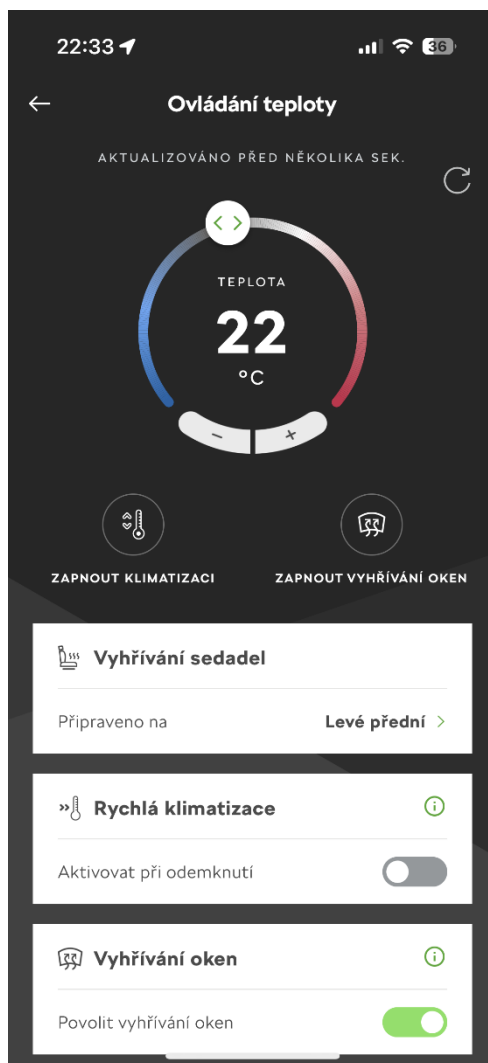 22:33
36
Ovládání teploty
AKTUALIZOVÁNO PŘED NĚKOLIKA SEK.
TEPLOTA
22
°C
− +
ZAPNOUT KLIMATIZACI ZAPNOUT VYHŘÍVÁNÍ OKEN
Vyhřívání sedadel
Připraveno na Levé přední >
Rychlá klimatizace
Aktivovat při odemknutí
Vyhřívání oken
Povolit vyhřívání oken